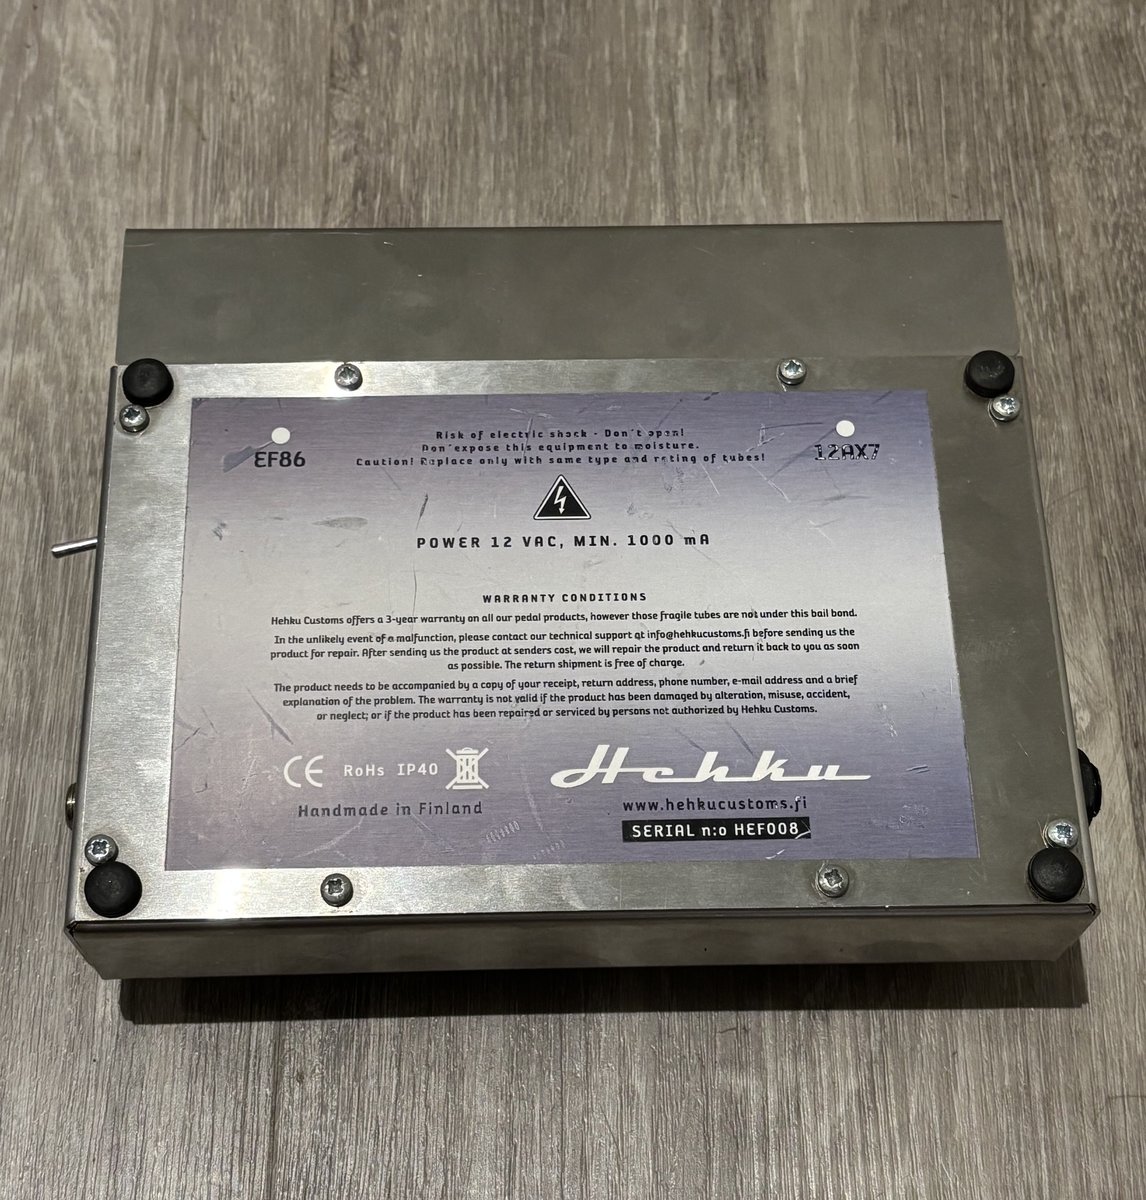 Risk of electric shock - Don´t open!
Don´expose this equipment to moisture.
Caution! Replace only with same type and rating of tubes!
EF86
12AX7
POWER 12 VAC, MIN. 1000 mA
WARRANTY CONDITIONS
Hehku Customs offers a 3-year warranty on all our pedal products, however those fragile tubes are not under this bail bond.
In the unlikely event of a malfunction, please contact our technical support at info@hehkucustoms.fi before sending us the
product for repair. After sending us the product at senders cost, we will repair the product and return it back to you as soon
as possible. The return shipment is free of charge.
The product needs to be accompanied by a copy of your receipt, return address, phone number, e-mail address and a brief
explanation of the problem. The warranty is not valid if the product has been damaged by alteration, misuse, accident,
or neglect; or if the product has been repaired or serviced by persons not authorized by Hehku Customs.
CE RoHs IP40
Handmade in Finland
Hehku
www.hehkucustoms.fi
SERIAL n:o HEF008